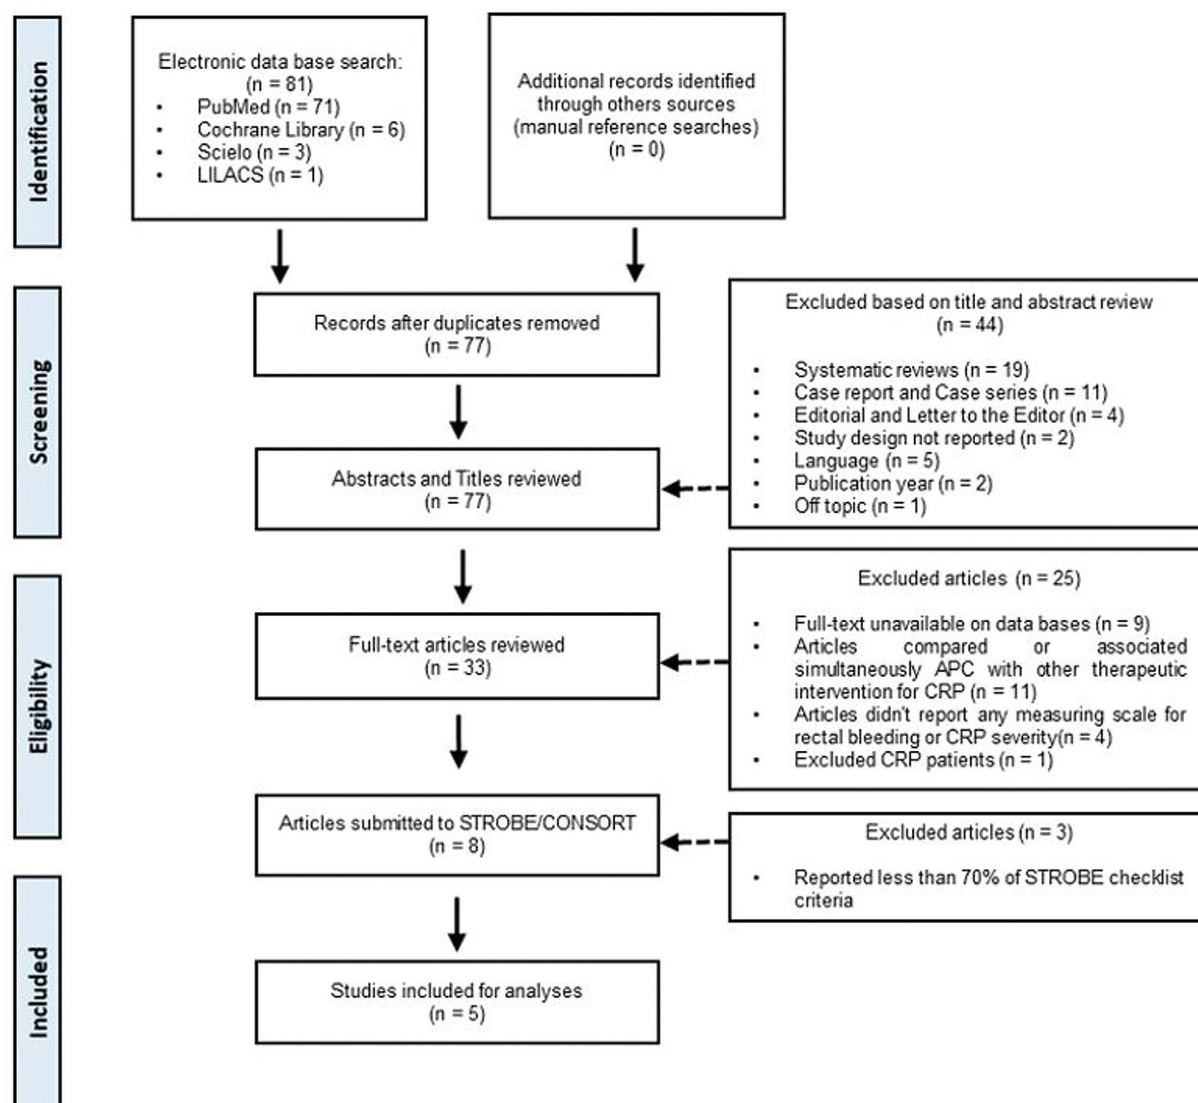 Identification
Electronic data base search:
(n = 81)
• PubMed (n = 71)
• Cochrane Library (n = 6)
• Scielo (n = 3)
• LILACS (n = 1)
Additional records identified
through others sources
(manual reference searches)
(n = 0)
Screening
Records after duplicates removed
(n = 77)
Abstracts and Titles reviewed
(n = 77)
Excluded based on title and abstract review
(n = 44)
• Systematic reviews (n = 19)
• Case report and Case series (n = 11)
• Editorial and Letter to the Editor (n = 4)
• Study design not reported (n = 2)
• Language (n = 5)
• Publication year (n = 2)
• Off topic (n = 1)
Eligibility
Full-text articles reviewed
(n = 33)
Excluded articles (n = 25)
• Full-text unavailable on data bases (n = 9)
• Articles compared or associated
simultaneously APC with other therapeutic
intervention for CRP (n = 11)
• Articles didn't report any measuring scale for
rectal bleeding or CRP severity(n = 4)
• Excluded CRP patients (n = 1)
Articles submitted to STROBE/CONSORT
(n = 8)
Excluded articles (n = 3)
• Reported less than 70% of STROBE checklist
criteria
Included
Studies included for analyses
(n = 5)